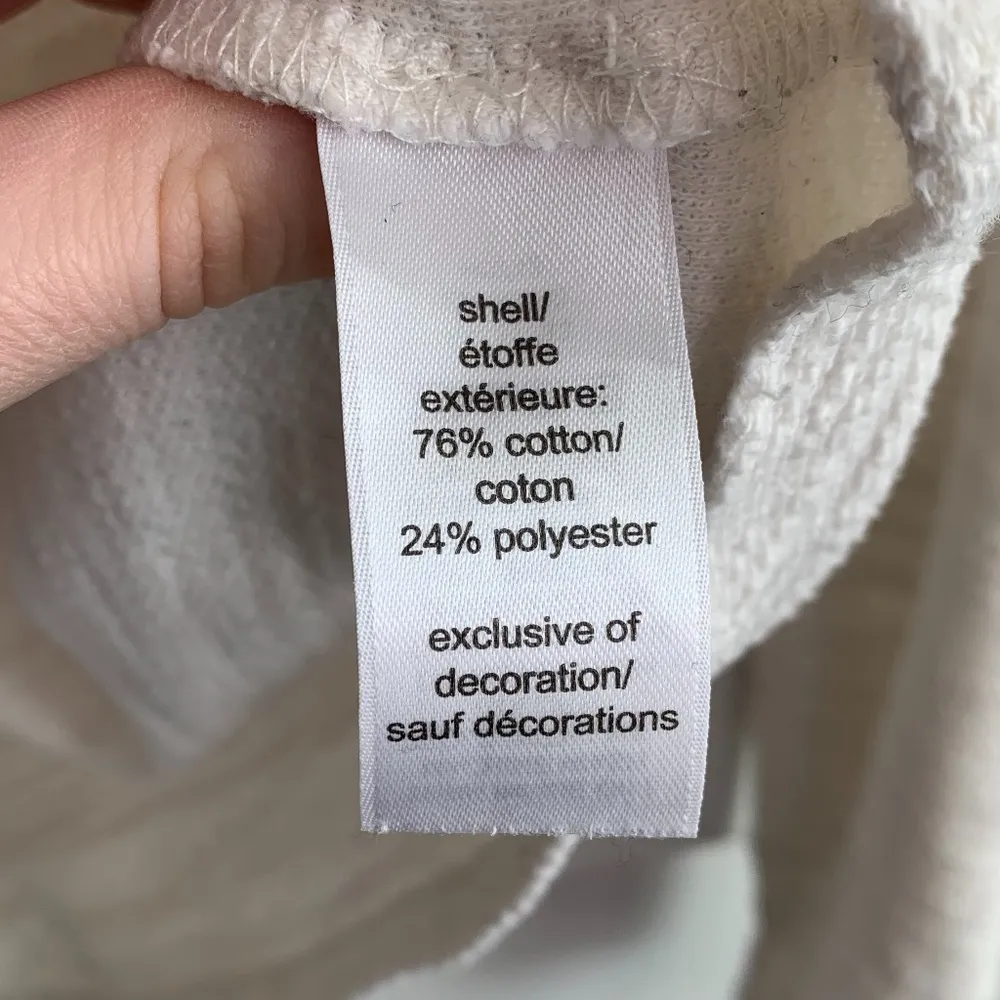 shell/
étoffe
extérieure:
76% cotton/
coton
24% polyester
exclusive of
decoration/
sauf décorations